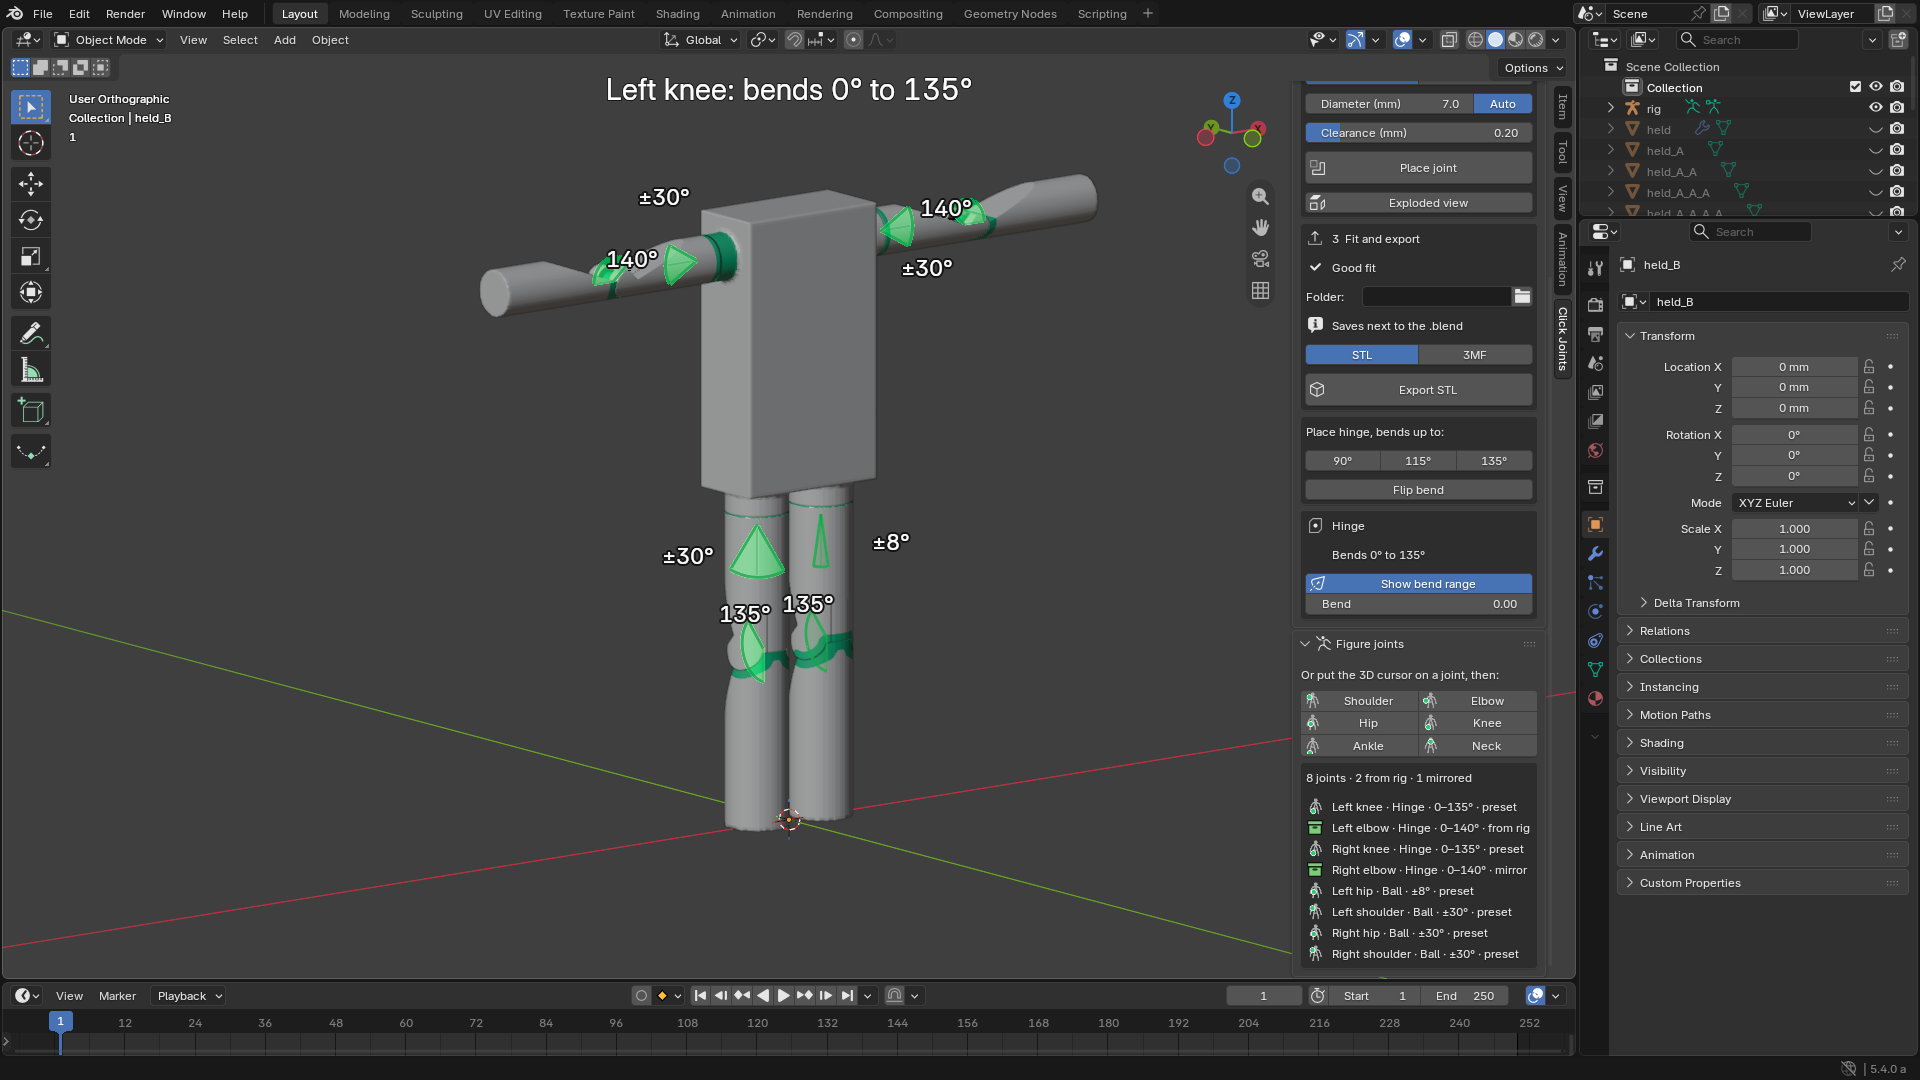 File Edit Render Window Help Layout Modeling Sculpting UV Editing Texture Paint Shading Animation Rendering Compositing Geometry Nodes Scripting + Scene ViewLayer
Object Mode View Select Add Object Global Search
Options
User Orthographic
Collection | held_B
1
Left knee: bends 0° to 135°
Z
Y
X
±30°
140°
140°
±30°
±30°
±8°
135°
135°
Diameter (mm) 7.0 Auto
Clearance (mm) 0.20
Place joint
Exploded view
3 Fit and export
Good fit
Folder:
Saves next to the .blend
STL 3MF
Export STL
Place hinge, bends up to:
90° 115° 135°
Flip bend
Hinge
Bends 0° to 135°
Show bend range
Bend 0.00
Figure joints
Or put the 3D cursor on a joint, then:
Shoulder Elbow
Hip Knee
Ankle Neck
8 joints · 2 from rig · 1 mirrored
Left knee · Hinge · 0–135° · preset
Left elbow · Hinge · 0–140° · from rig
Right knee · Hinge · 0–135° · preset
Right elbow · Hinge · 0–140° · mirror
Left hip · Ball · ±8° · preset
Left shoulder · Ball · ±30° · preset
Right hip · Ball · ±30° · preset
Right shoulder · Ball · ±30° · preset
Item
Tool
View
Animation
Click Joints
Scene Collection
Collection
rig
held
held_A
held_A_A
held_A_A_A
held_A_A_A_A
Search
held_B
held_B
Transform
Location X 0 mm
Y 0 mm
Z 0 mm
Rotation X 0°
Y 0°
Z 0°
Mode XYZ Euler
Scale X 1.000
Y 1.000
Z 1.000
Delta Transform
Relations
Collections
Instancing
Motion Paths
Shading
Visibility
Viewport Display
Line Art
Animation
Custom Properties
View Marker Playback 1 Start 1 End 250
1 12 24 36 48 60 72 84 96 108 120 132 144 156 168 180 192 204 216 228 240 252
5.4.0 a